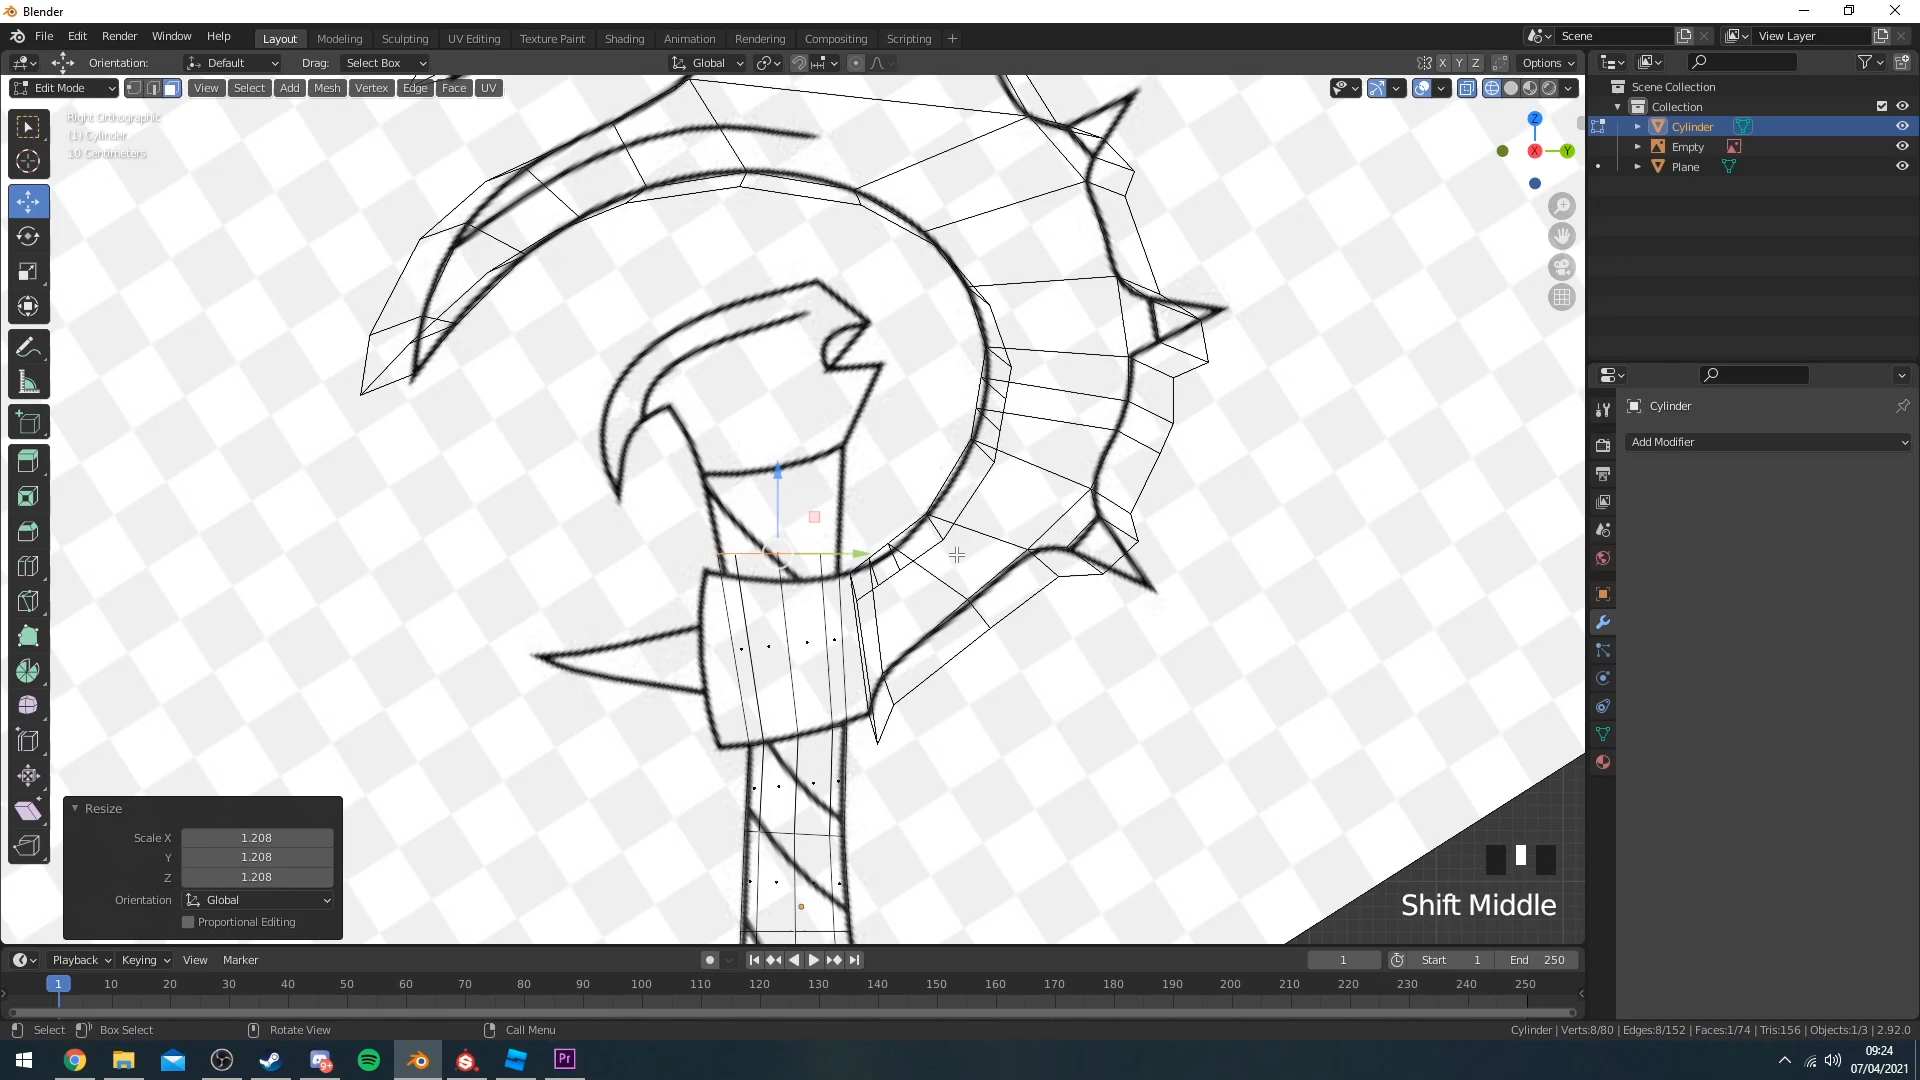 Blender
File Edit Render Window Help
Layout Modeling Sculpting UV Editing Texture Paint Shading Animation Rendering Compositing Scripting +
Scene
View Layer
Orientation: Default Drag: Select Box
Global
X Y Z Options
Edit Mode View Select Add Mesh Vertex Edge Face UV
Right Orthographic
(1) Cylinder
10 Centimeters
Z
X
Y
Scene Collection
Collection
Cylinder
Empty
Plane
Cylinder
Add Modifier
Resize
Scale X 1.208
Y 1.208
Z 1.208
Orientation Global
Proportional Editing
Shift Middle
Playback Keying View Marker
1 Start 1 End 250
1 10 20 30 40 50 60 70 80 90 100 110 120 130 140 150 160 170 180 190 200 210 220 230 240 250
Select Box Select Rotate View Call Menu
Cylinder | Verts:8/80 | Edges:8/152 | Faces:1/74 | Tris:156 | Objects:1/3 | 2.92.0
9+
Pr
09:24
07/04/2021